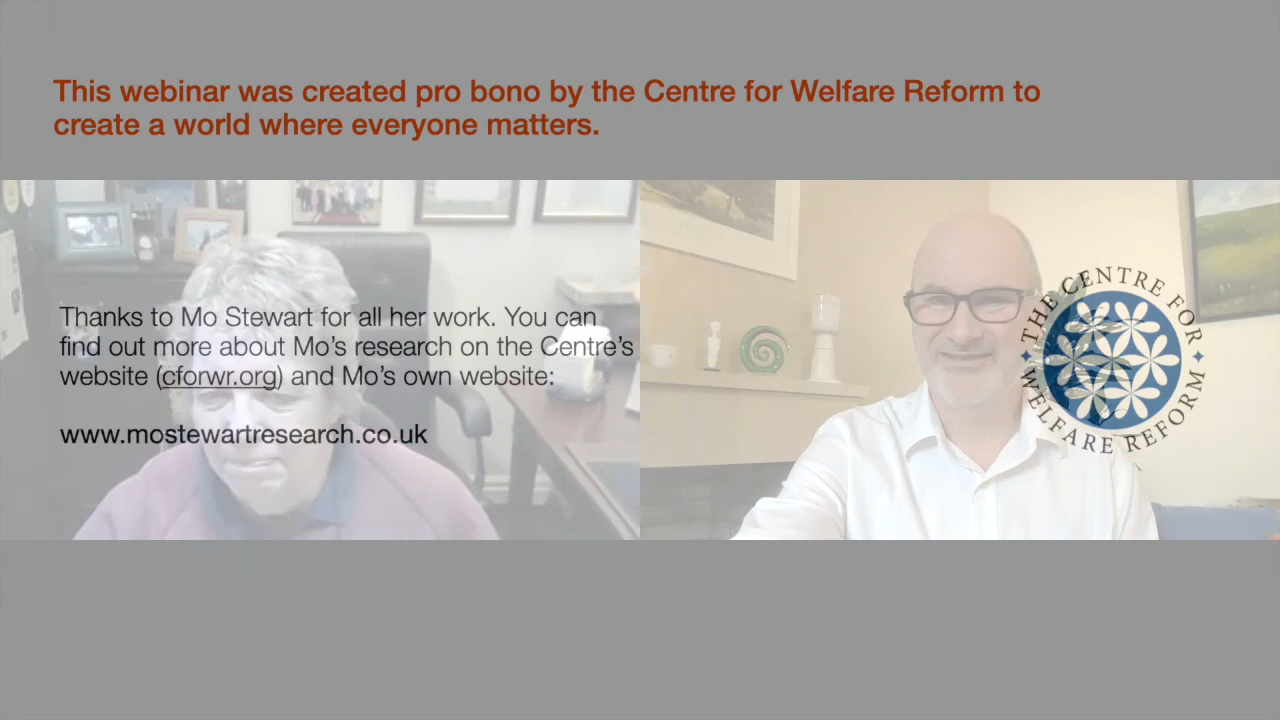 This webinar was created pro bono by the Centre for Welfare Reform to
create a world where everyone matters.
Thanks to Mo Stewart for all her work. You can
find out more about Mo's research on the Centre's
website (cforwr.org) and Mo's own website:
www.mostewartresearch.co.uk
THE CENTRE FOR
WELFARE REFORM